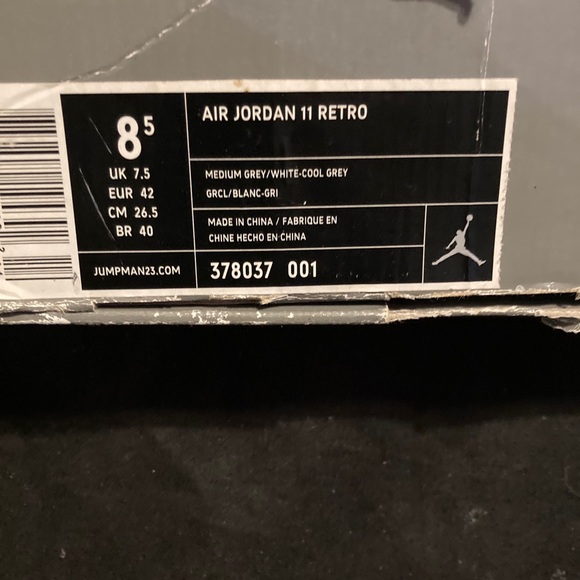 8⁵
UK 7.5
EUR 42
CM 26.5
BR 40
JUMPMAN23.COM
AIR JORDAN 11 RETRO
MEDIUM GREY/WHITE-COOL GREY
GRCL/BLANC-GRI
MADE IN CHINA / FABRIQUE EN
CHINE HECHO EN CHINA
378037 001